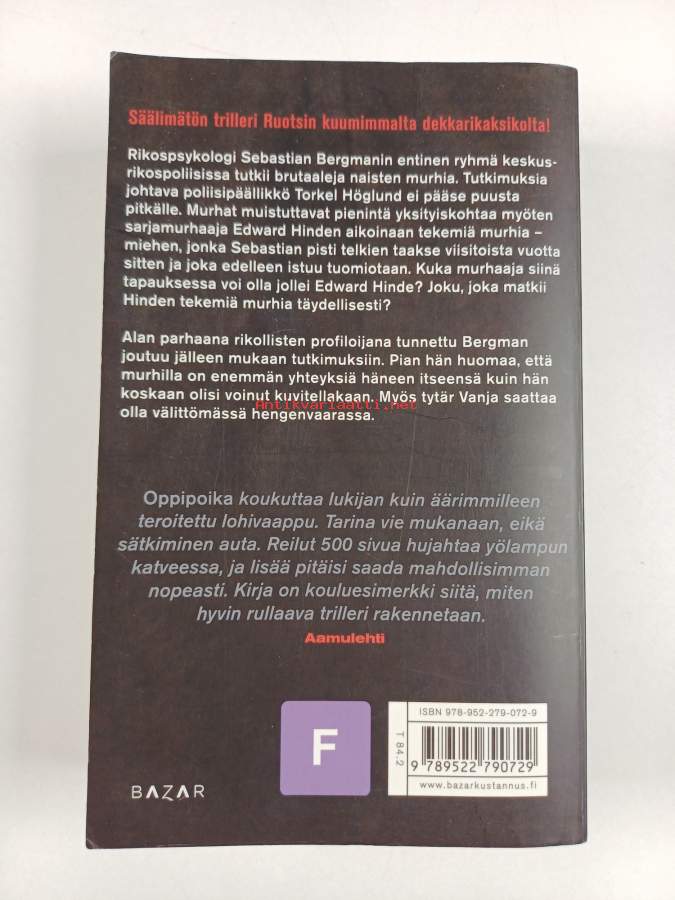 Säälimätön trilleri Ruotsin kuumimmalta dekkarikaksikolta!
Rikospsykologi Sebastian Bergmanin entinen ryhmä keskus-
rikospoliisissa tutkii brutaaleja naisten murhia. Tutkimuksia
johtava poliisipäällikkö Torkel Höglund ei pääse puusta
pitkälle. Murhat muistuttavat pienintä yksityiskohtaa myöten
sarjamurhaaja Edward Hinden aikoinaan tekemiä murhia –
miehen, jonka Sebastian pisti telkien taakse viisitoista vuotta
sitten ja joka edelleen istuu tuomiotaan. Kuka murhaaja siinä
tapauksessa voi olla jollei Edward Hinde? Joku, joka matkii
Hinden tekemiä murhia täydellisesti?
Alan parhaana rikollisten profiloijana tunnettu Bergman
joutuu jälleen mukaan tutkimuksiin. Pian hän huomaa, että
murhilla on enemmän yhteyksiä häneen itseensä kuin hän
koskaan olisi voinut kuvitellakaan. Myös tytär Vanja saattaa
Antikvariaatti.net
olla välittömässä hengenvaarassa.
Oppipoika koukuttaa lukijan kuin äärimmilleen
teroitettu lohivaappu. Tarina vie mukanaan, eikä
sätkiminen auta. Reilut 500 sivua hujahtaa yölampun
katveessa, ja lisää pitäisi saada mahdollisimman
nopeasti. Kirja on kouluesimerkki siitä, miten
hyvin rullaava trilleri rakennetaan.
Aamulehti
BAZAR
F
T 84.2
ISBN 978-952-279-072-9
9 789522 790729
www.bazarkustannus.fi